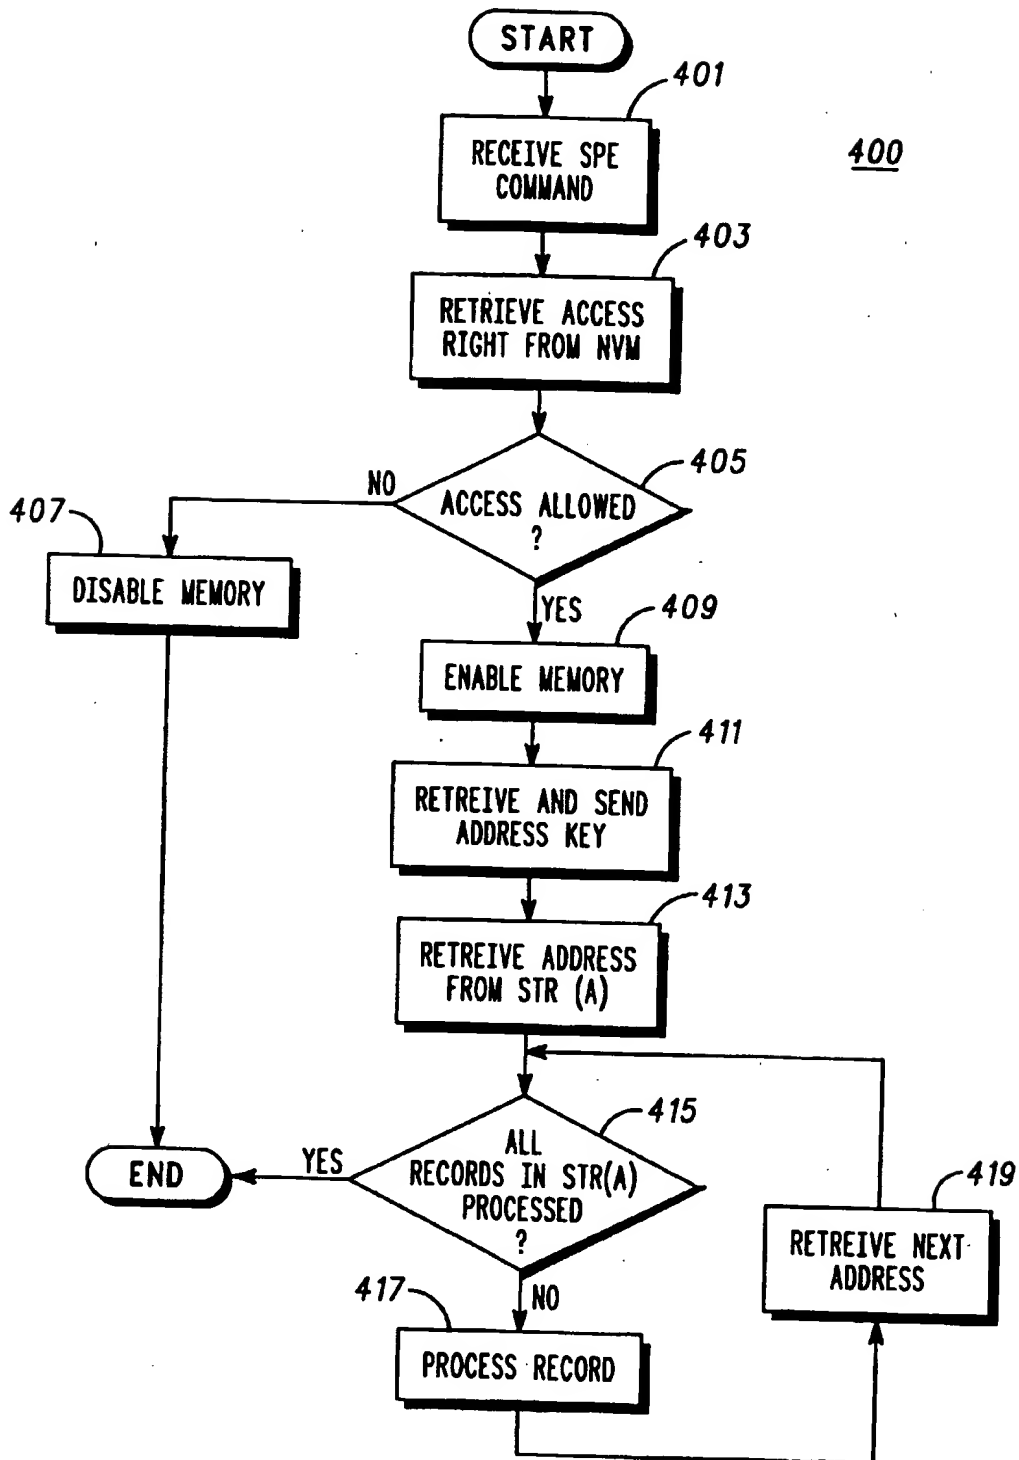 START
401
400
RECEIVE SPE
COMMAND
403
RETRIEVE ACCESS
RIGHT FROM NVM
405
NO
ACCESS ALLOWED
?
407
DISABLE MEMORY
YES
409
ENABLE MEMORY
411
RETREIVE AND SEND
ADDRESS KEY
413
RETREIVE ADDRESS
FROM STR (A)
415
ALL
RECORDS IN STR(A)
PROCESSED
?
YES
END
419
RETREIVE NEXT
ADDRESS
NO
417
PROCESS RECORD